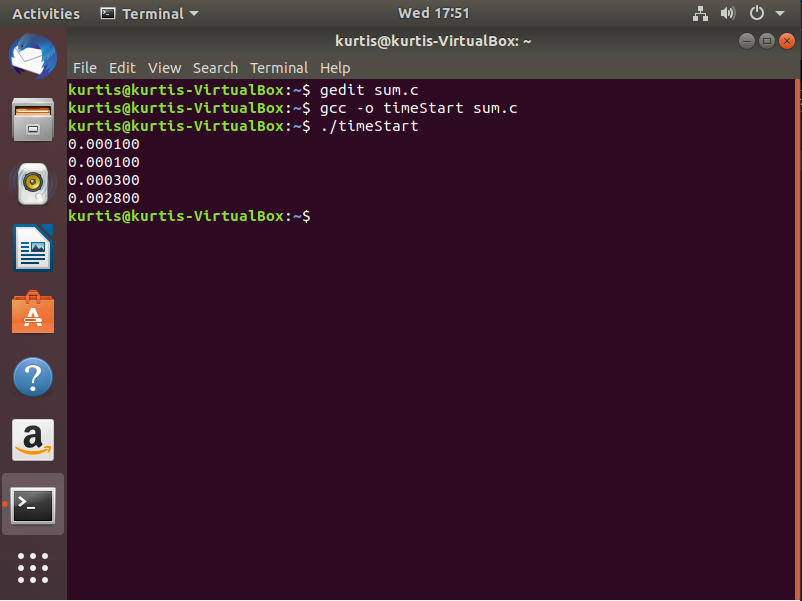 Activities Terminal Wed 17:51
kurtis@kurtis-VirtualBox: ~
File Edit View Search Terminal Help
kurtis@kurtis-VirtualBox:~$ gedit sum.c
kurtis@kurtis-VirtualBox:~$ gcc -o timeStart sum.c
kurtis@kurtis-VirtualBox:~$ ./timeStart
0.000100
0.000100
0.000300
0.002800
kurtis@kurtis-VirtualBox:~$